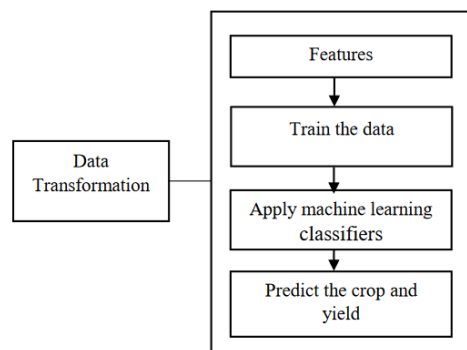 Features
Train the data
Data
Transformation
Apply machine learning
classifiers
Predict the crop and
yield